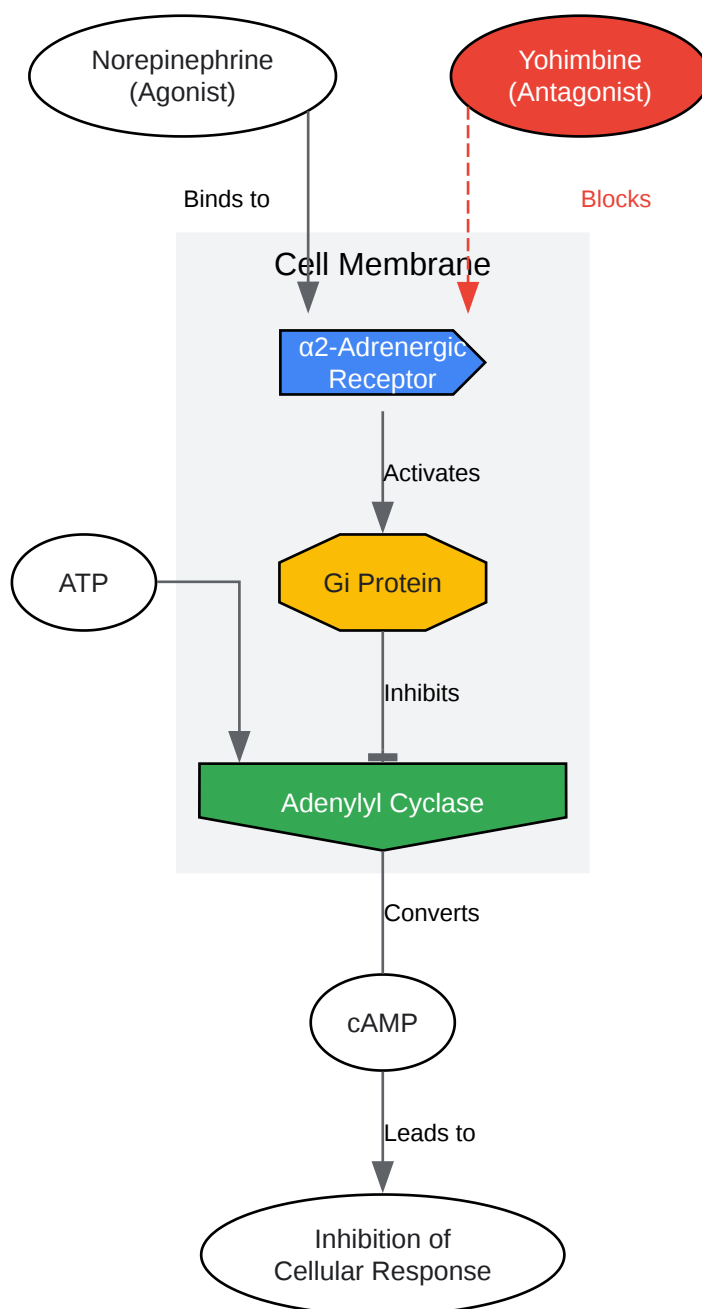 Norepinephrine
(Agonist)
Yohimbine
(Antagonist)
Binds to
Blocks
Cell Membrane
α2-Adrenergic
Receptor
Activates
ATP
Gi Protein
Inhibits
Adenylyl Cyclase
Converts
cAMP
Leads to
Inhibition of
Cellular Response